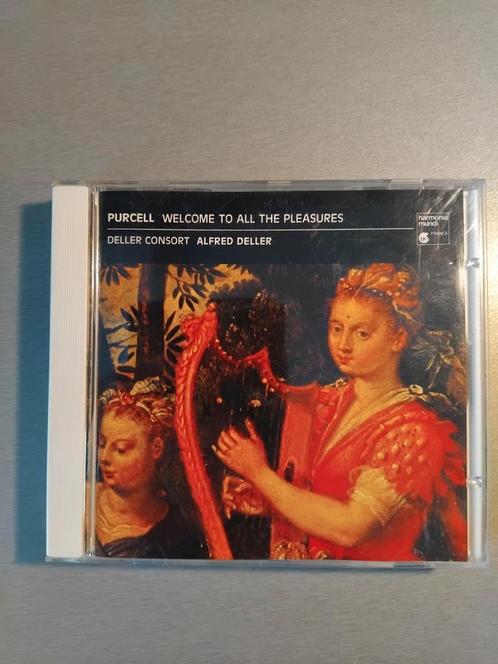 PURCELL WELCOME TO ALL THE PLEASURES
harmonia
mundi
FRANCE
DELLER CONSORT ALFRED DELLER